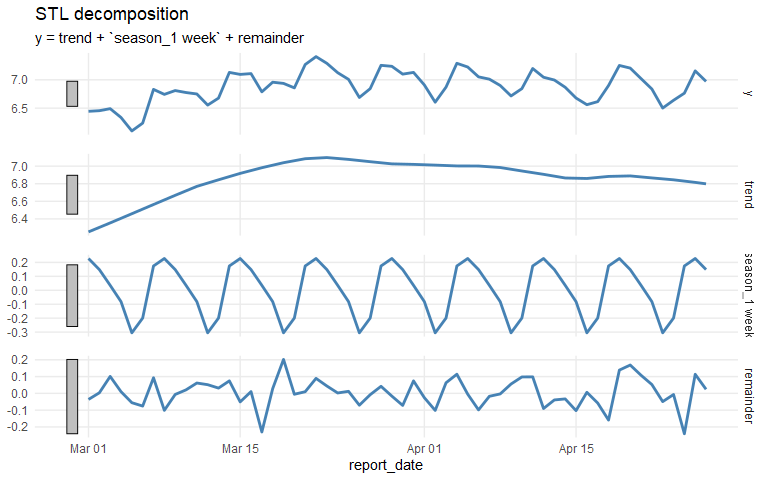 STL decomposition
y = trend + `season_1 week` + remainder
7.0
6.5
y
7.0
6.8
6.6
6.4
trend
0.2
0.1
0.0
-0.1
-0.2
-0.3
season_1 week
0.2
0.1
0.0
-0.1
-0.2
remainder
Mar 01 Mar 15 Apr 01 Apr 15
report_date